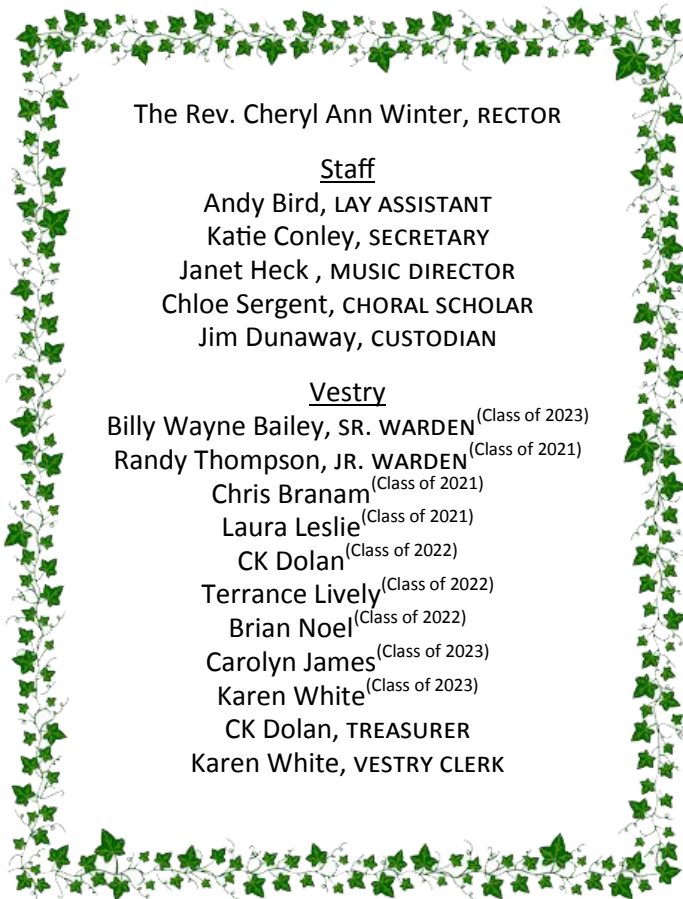 The Rev. Cheryl Ann Winter, RECTOR
Staff
Andy Bird, LAY ASSISTANT
Katie Conley, SECRETARY
Janet Heck , MUSIC DIRECTOR
Chloe Sergent, CHORAL SCHOLAR
Jim Dunaway, CUSTODIAN
Vestry
Billy Wayne Bailey, SR. WARDEN(Class of 2023)
Randy Thompson, JR. WARDEN(Class of 2021)
Chris Branam(Class of 2021)
Laura Leslie(Class of 2021)
CK Dolan(Class of 2022)
Terrance Lively(Class of 2022)
Brian Noel(Class of 2022)
Carolyn James(Class of 2023)
Karen White(Class of 2023)
CK Dolan, TREASURER
Karen White, VESTRY CLERK